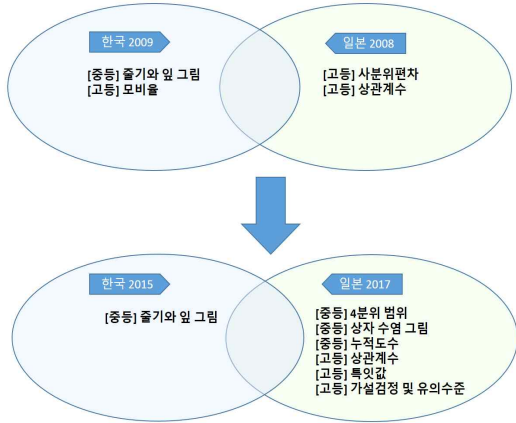 한국 2009
[중등] 줄기와 잎 그림
[고등] 모비율
일본 2008
[고등] 사분위편차
[고등] 상관계수
한국 2015
[중등] 줄기와 잎 그림
일본 2017
[중등] 4분위 범위
[중등] 상자 수염 그림
[중등] 누적도수
[고등] 상관계수
[고등] 특잇값
[고등] 가설검정 및 유의수준